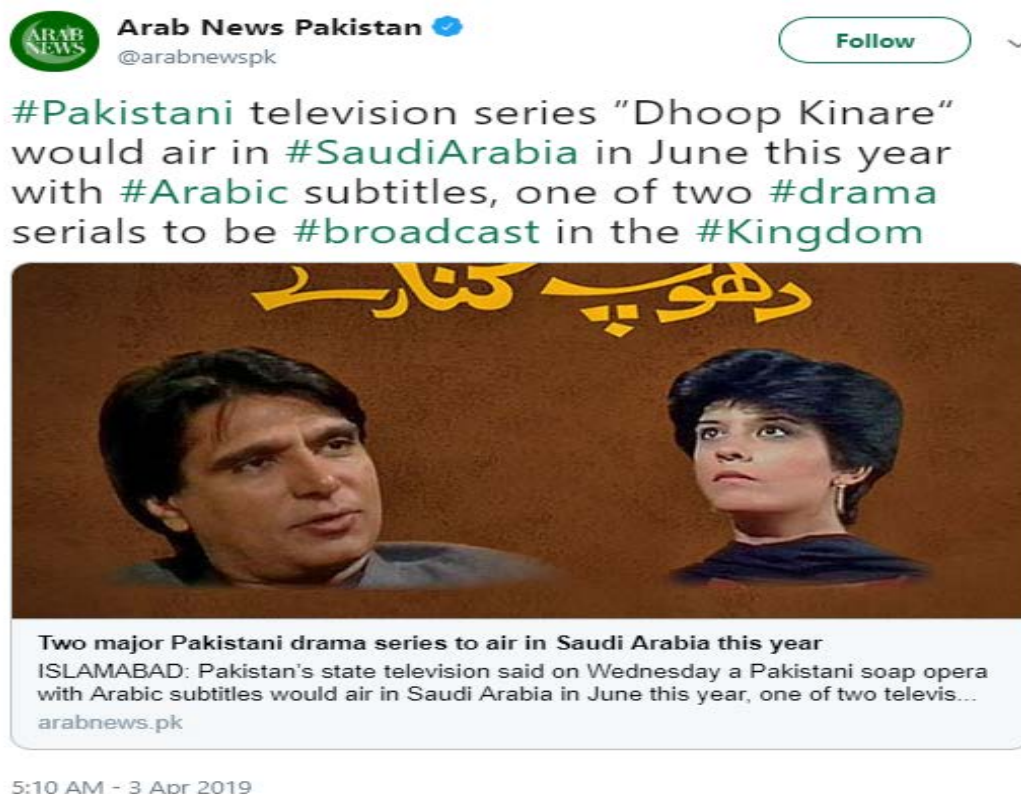 ARAB
NEWS
Arab News Pakistan
@arabnewspk
Follow
#Pakistani television series “Dhoop Kinare“
would air in #SaudiArabia in June this year
with #Arabic subtitles, one of two #drama
serials to be #broadcast in the #Kingdom
دھوپ کنارے
Two major Pakistani drama series to air in Saudi Arabia this year
ISLAMABAD: Pakistan's state television said on Wednesday a Pakistani soap opera
with Arabic subtitles would air in Saudi Arabia in June this year, one of two televis...
arabnews.pk
5:10 AM - 3 Apr 2019